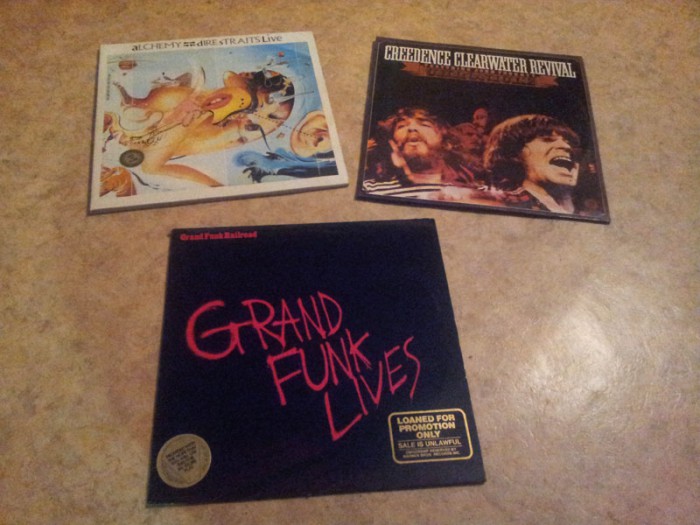 aLCHEMY dIRE sTRAITS Live
CREEDENCE CLEARWATER REVIVAL
Grand Funk Railroad
GRAND
FUNK
LIVES
LOANED FOR
PROMOTION
ONLY
SALE IS UNLAWFUL